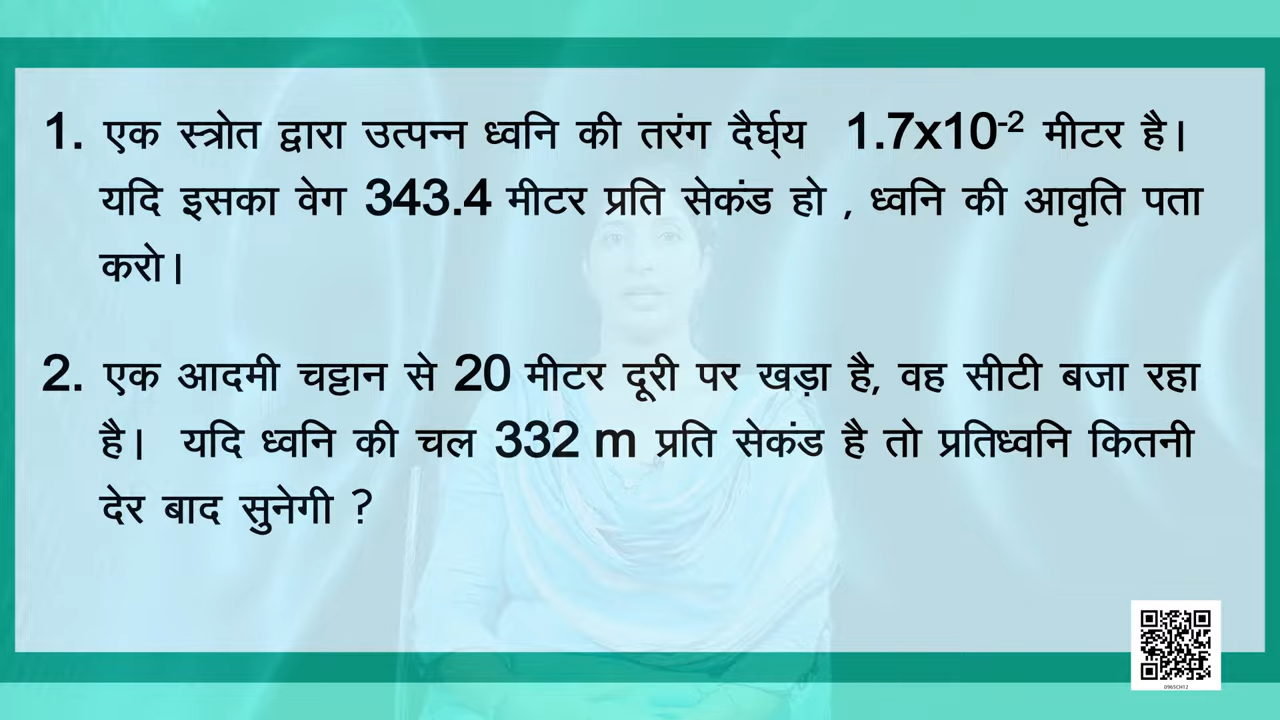 1. एक स्त्रोत द्वारा उत्पन्न ध्वनि की तरंग दैर्घ्य 1.7x10⁻² मीटर है।
यदि इसका वेग 343.4 मीटर प्रति सेकंड हो , ध्वनि की आवृति पता
करो।
2. एक आदमी चट्टान से 20 मीटर दूरी पर खड़ा है, वह सीटी बजा रहा
है। यदि ध्वनि की चल 332 m प्रति सेकंड है तो प्रतिध्वनि कितनी
देर बाद सुनेगी ?
0965CH12